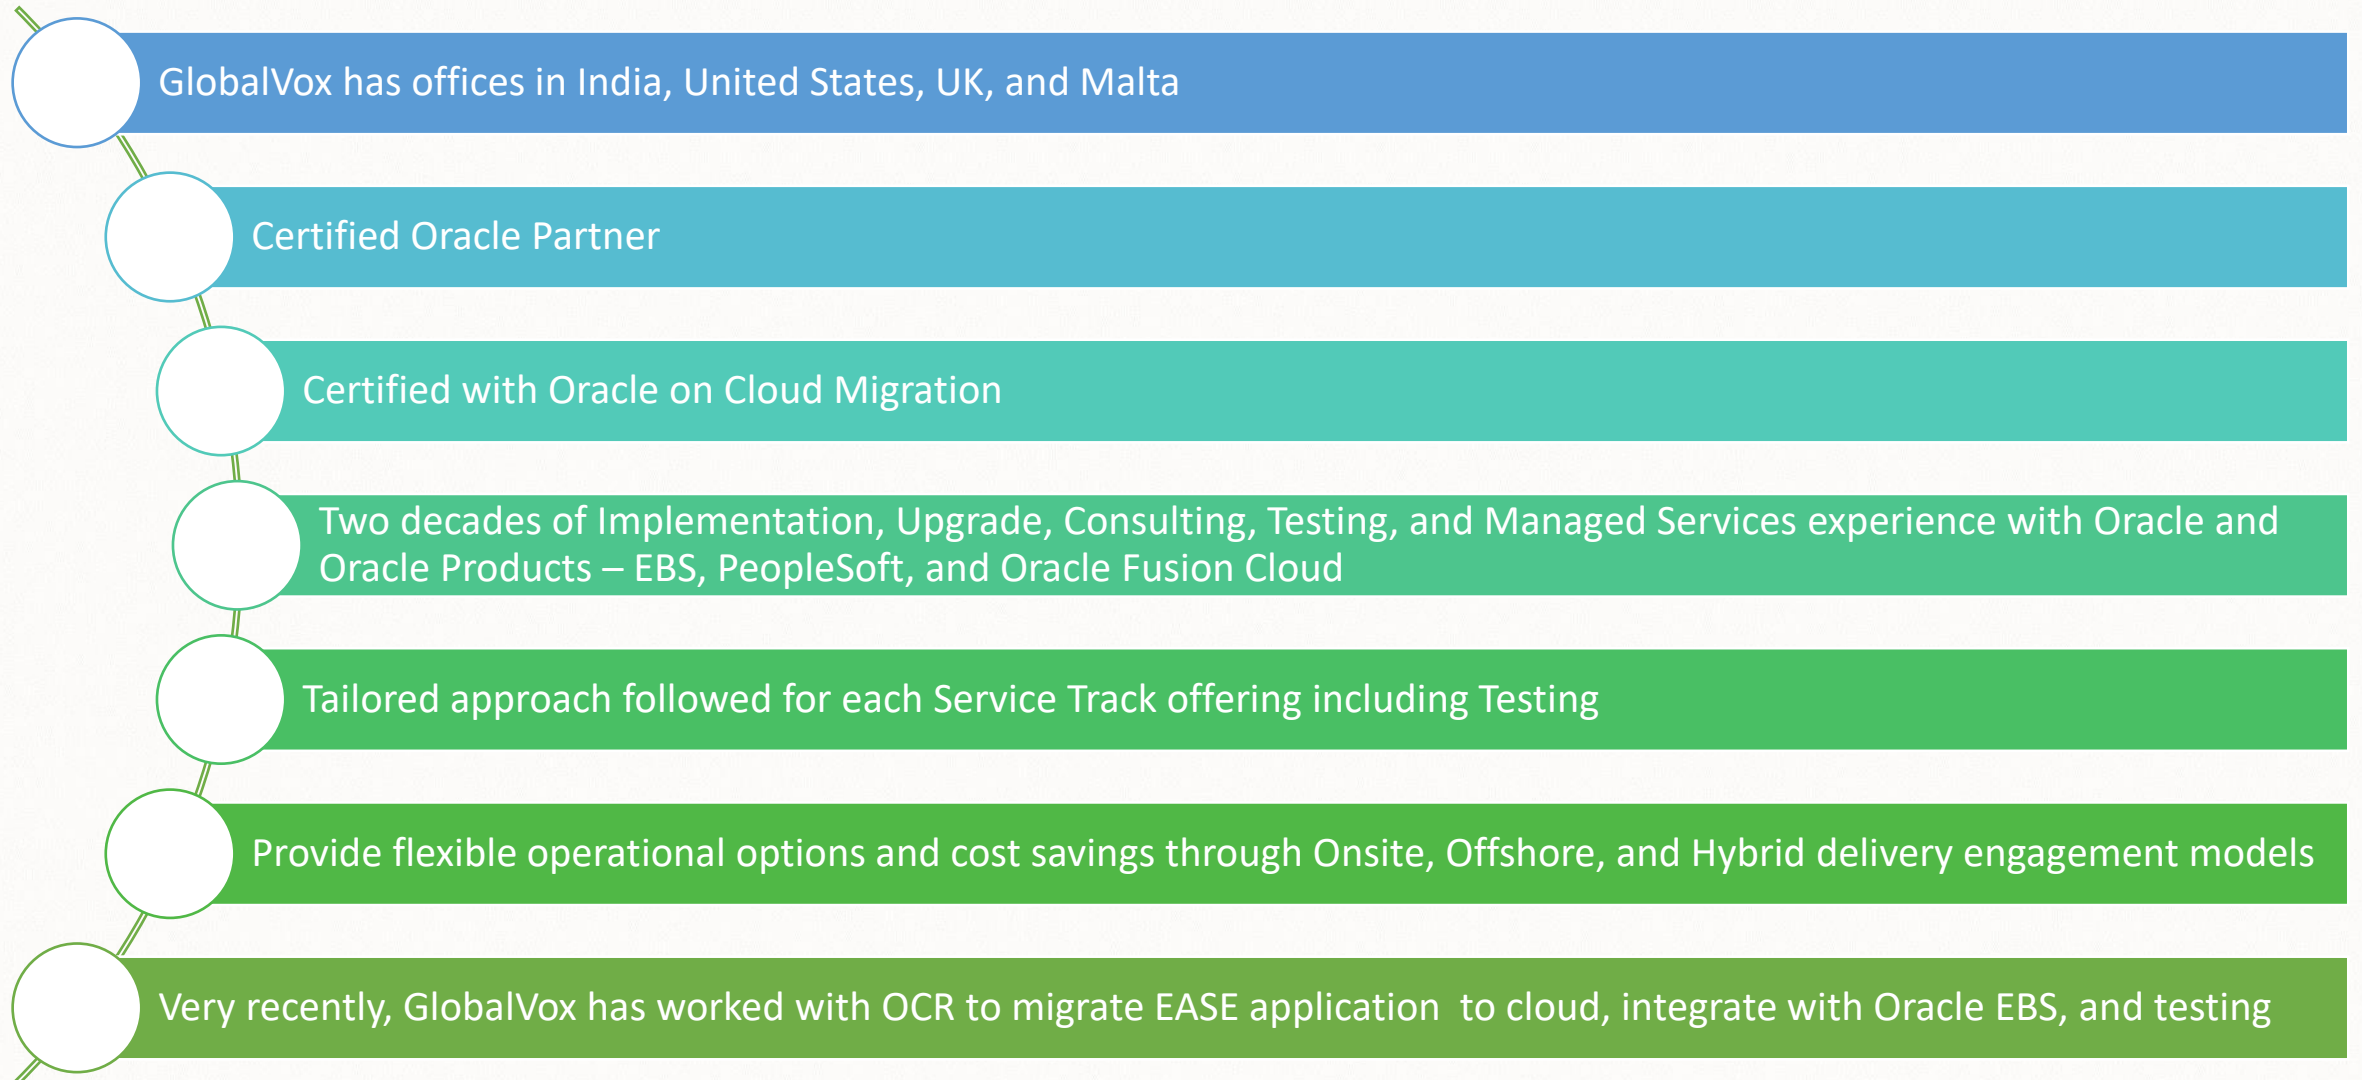 GlobalVox has offices in India, United States, UK, and Malta
Certified Oracle Partner
Certified with Oracle on Cloud Migration
Two decades of Implementation, Upgrade, Consulting, Testing, and Managed Services experience with Oracle and
Oracle Products – EBS, PeopleSoft, and Oracle Fusion Cloud
Tailored approach followed for each Service Track offering including Testing
Provide flexible operational options and cost savings through Onsite, Offshore, and Hybrid delivery engagement models
Very recently, GlobalVox has worked with OCR to migrate EASE application  to cloud, integrate with Oracle EBS, and testing